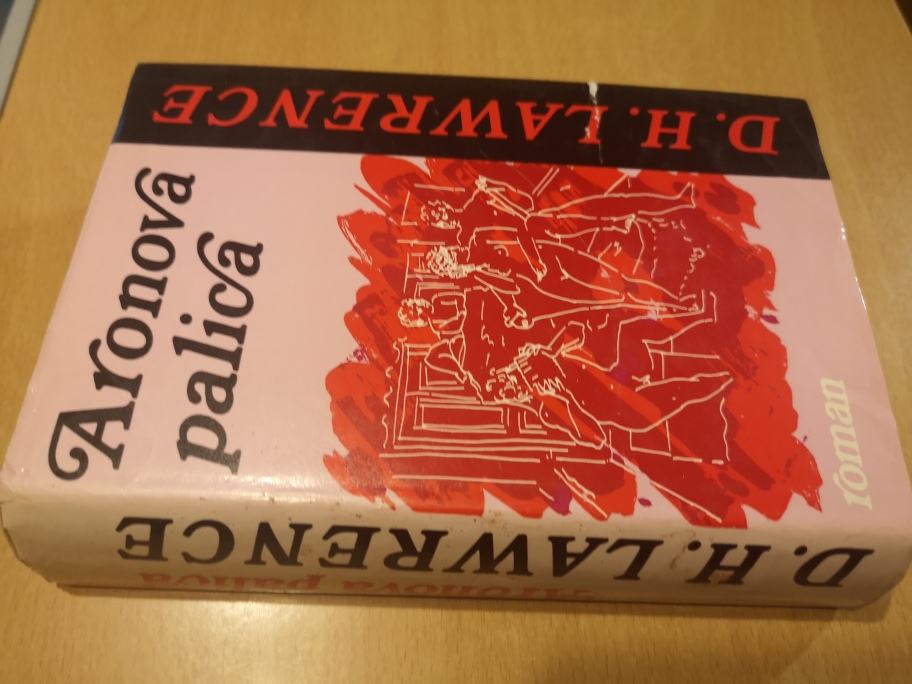 D. H. LAWRENCE
Aronova
palica
roman
D. H. LAWRENCE
Aronova palica